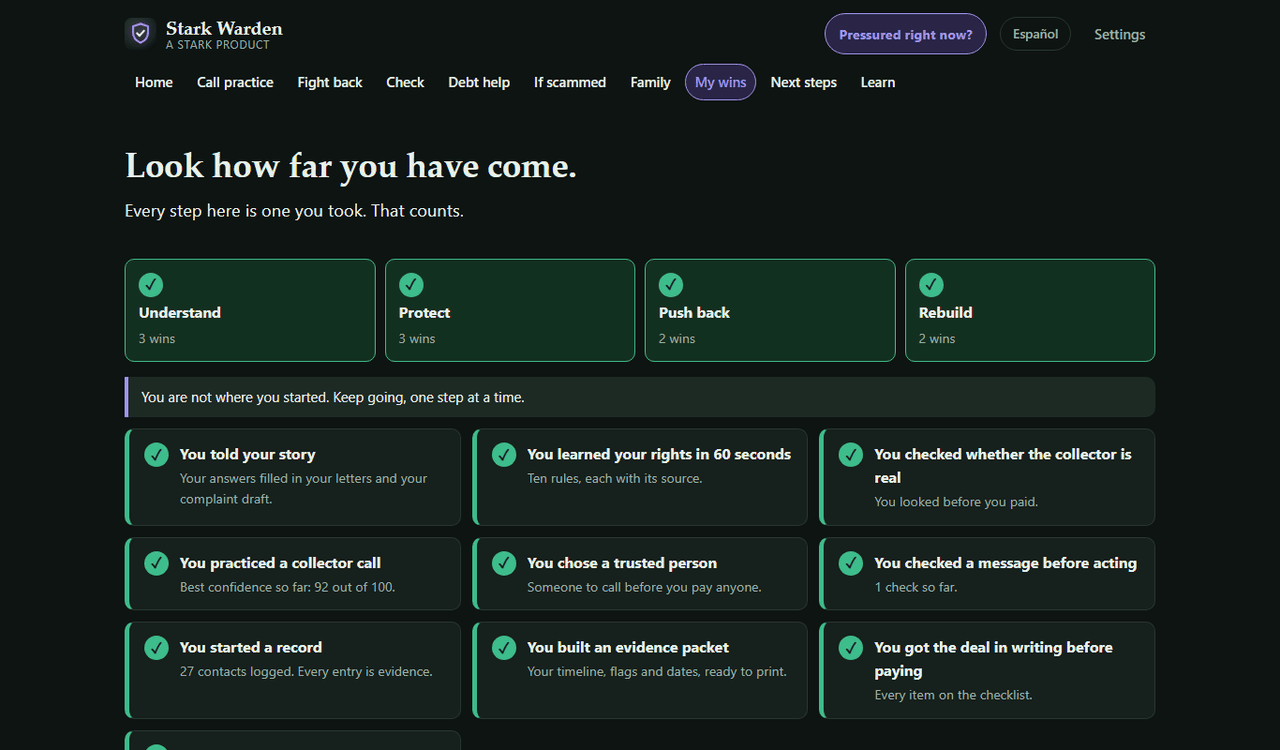 Stark Warden
A STARK PRODUCT
Pressured right now?
Español
Settings
Home
Call practice
Fight back
Check
Debt help
If scammed
Family
My wins
Next steps
Learn
Look how far you have come.
Every step here is one you took. That counts.
Understand
3 wins
Protect
3 wins
Push back
2 wins
Rebuild
2 wins
You are not where you started. Keep going, one step at a time.
You told your story
Your answers filled in your letters and your
complaint draft.
You learned your rights in 60 seconds
Ten rules, each with its source.
You checked whether the collector is
real
You looked before you paid.
You practiced a collector call
Best confidence so far: 92 out of 100.
You chose a trusted person
Someone to call before you pay anyone.
You checked a message before acting
1 check so far.
You started a record
27 contacts logged. Every entry is evidence.
You built an evidence packet
Your timeline, flags and dates, ready to print.
You got the deal in writing before
paying
Every item on the checklist.